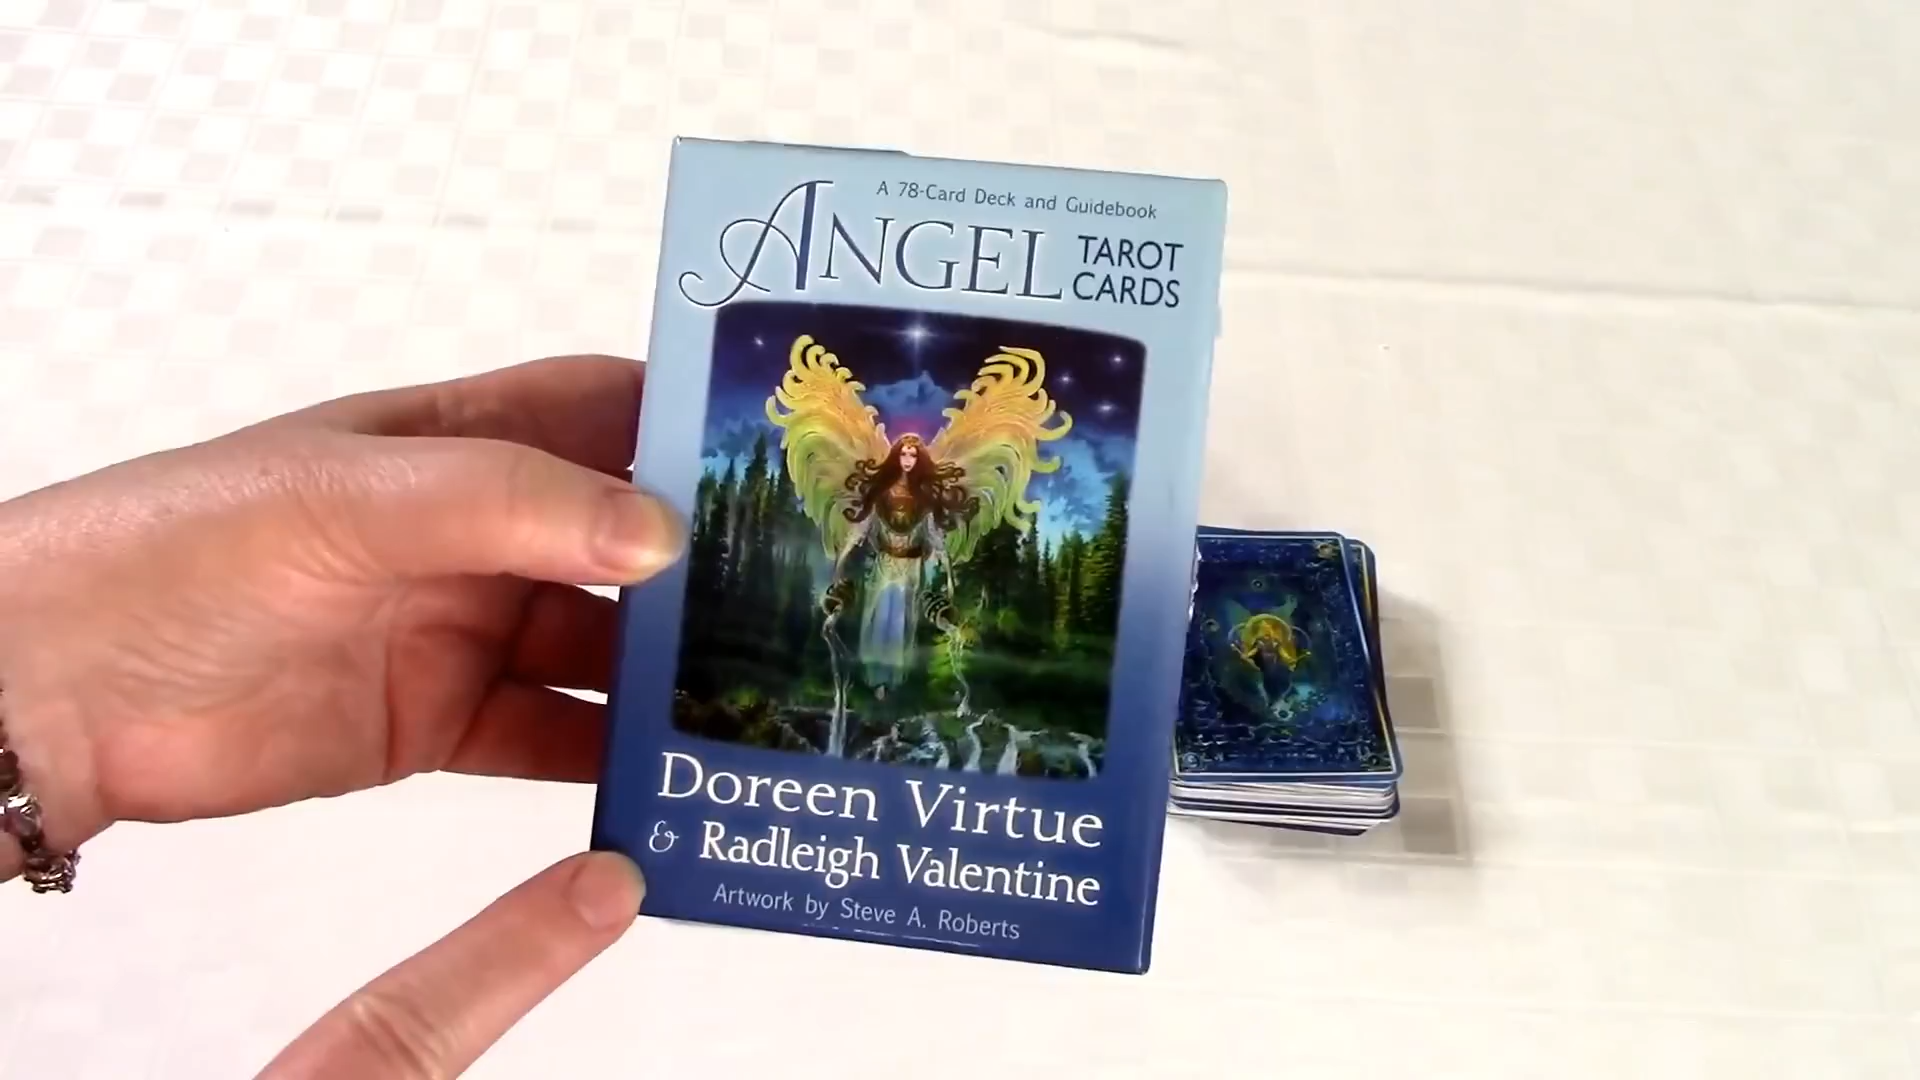 A 78-Card Deck and Guidebook
ANGEL TAROT
CARDS
Doreen Virtue
& Radleigh Valentine
Artwork by Steve A. Roberts